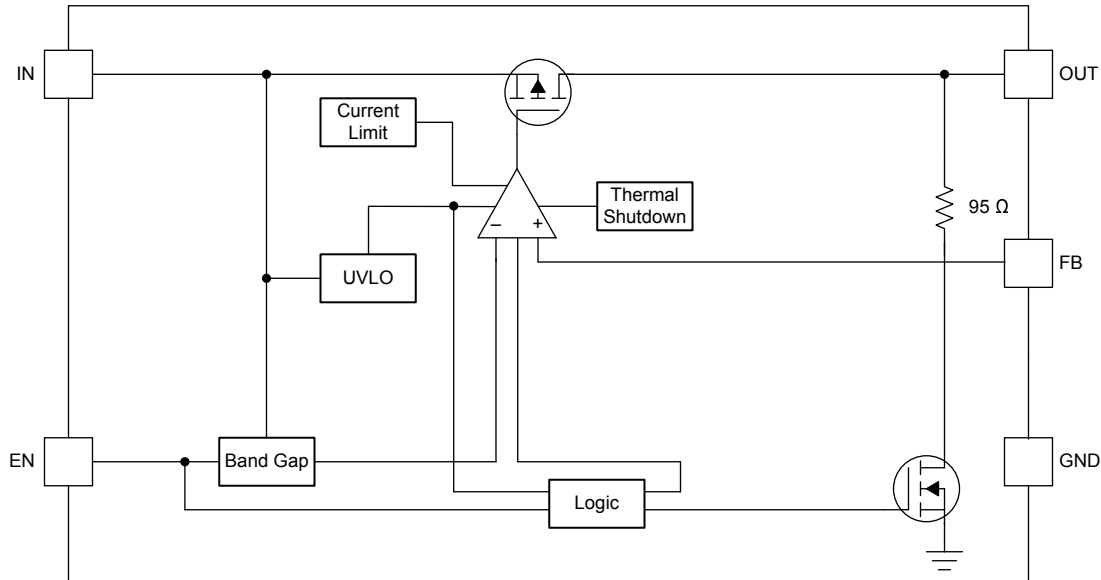 IN
OUT
Current
Limit
Thermal
Shutdown
95 Ω
–
+
UVLO
FB
EN
Band Gap
GND
Logic